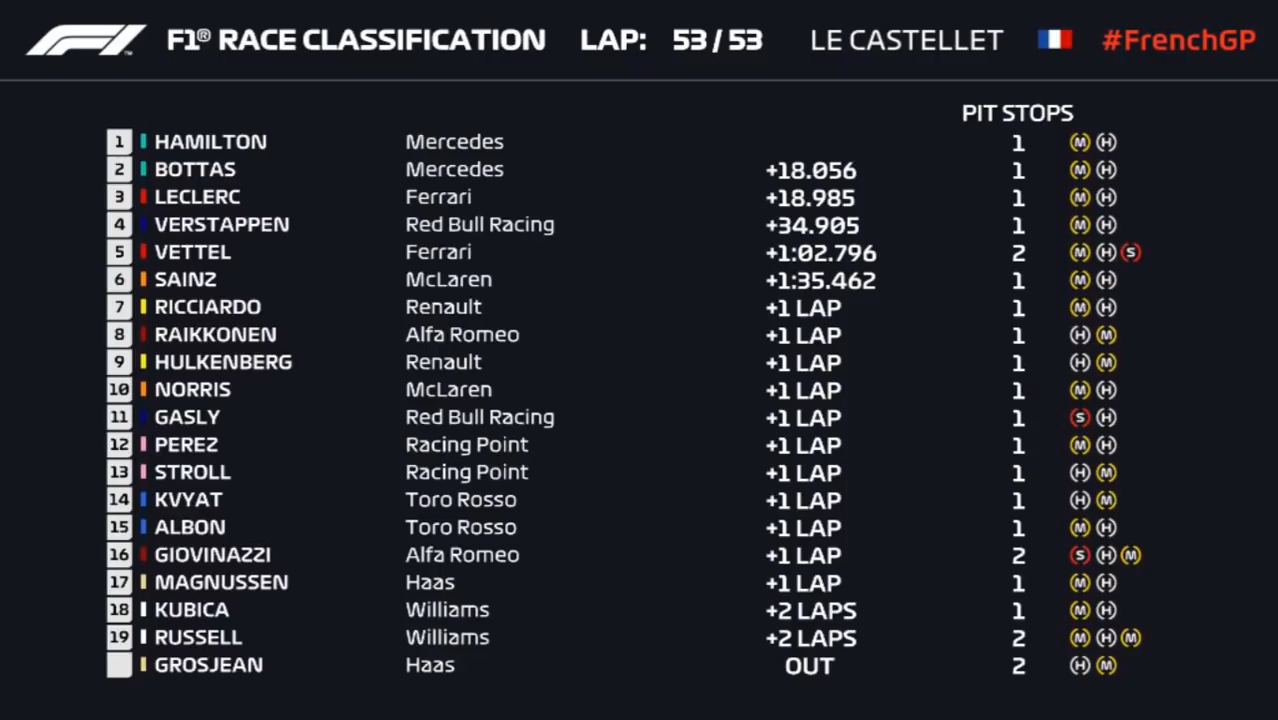 F1® RACE CLASSIFICATION LAP: 53/53 LE CASTELLET #FrenchGP
PIT STOPS
1 HAMILTON Mercedes 1 M H
2 BOTTAS Mercedes +18.056 1 M H
3 LECLERC Ferrari +18.985 1 M H
4 VERSTAPPEN Red Bull Racing +34.905 1 M H
5 VETTEL Ferrari +1:02.796 2 M H S
6 SAINZ McLaren +1:35.462 1 M H
7 RICCIARDO Renault +1 LAP 1 M H
8 RAIKKONEN Alfa Romeo +1 LAP 1 H M
9 HULKENBERG Renault +1 LAP 1 H M
10 NORRIS McLaren +1 LAP 1 M H
11 GASLY Red Bull Racing +1 LAP 1 S H
12 PEREZ Racing Point +1 LAP 1 M H
13 STROLL Racing Point +1 LAP 1 H M
14 KVYAT Toro Rosso +1 LAP 1 H M
15 ALBON Toro Rosso +1 LAP 1 M H
16 GIOVINAZZI Alfa Romeo +1 LAP 2 S H M
17 MAGNUSSEN Haas +1 LAP 1 M H
18 KUBICA Williams +2 LAPS 1 M H
19 RUSSELL Williams +2 LAPS 2 M H M
GROSJEAN Haas OUT 2 H M